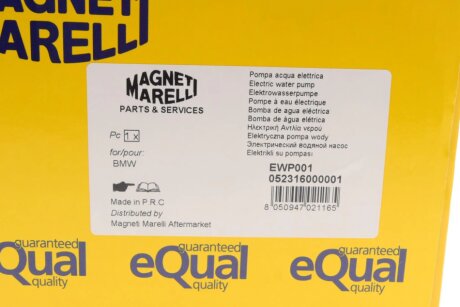 MAGNETI
MARELLI
MAGNETI
MARELLI
PARTS & SERVICES
Pc 1 x
for/pour:
BMW
Made in P.R.C
Distributed by
Magneti Marelli Aftermarket
Pompa acqua elettrica
Electric water pump
Elektrowasserpumpe
Pompe à eau électrique
Bomba de agua eléctrica
Bomba de água elétrica
Ηλεκτρική Αντλία νερού
Elektryczna pompa wody
Электрический водяной насос
Elektrikli su pompası
EWP001
052316000001
8 050947 021165
guaranteed
eQual
quality
guaranteed
eQual
quality
guaranteed
eQual
quality